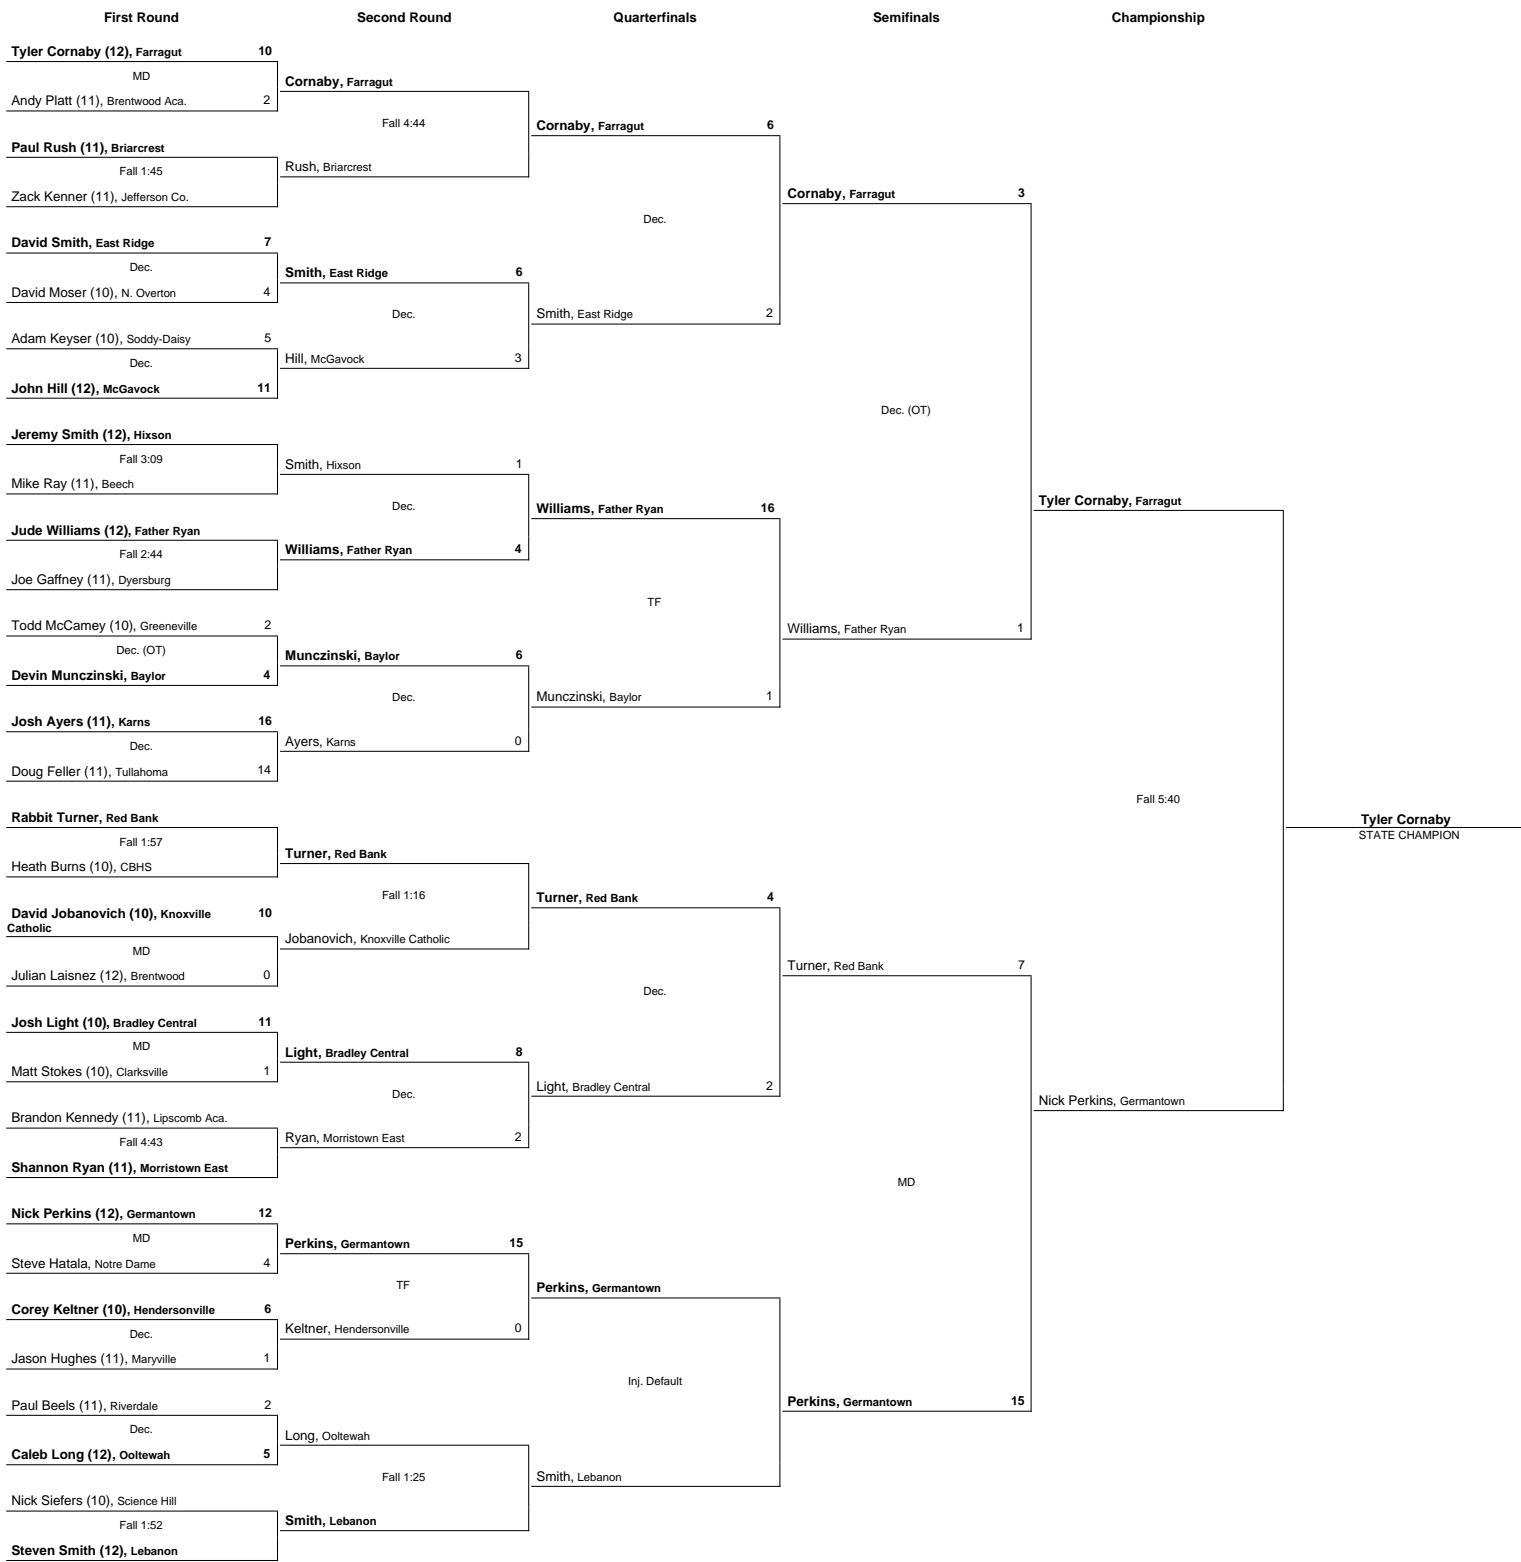 First Round Second Round Quarterfinals Semifinals Championship
Tyler Cornaby (12), Farragut 10
MD
Andy Platt (11), Brentwood Aca. 2
Paul Rush (11), Briarcrest
Fall 1:45
Zack Kenner (11), Jefferson Co.
David Smith, East Ridge 7
Dec.
David Moser (10), N. Overton 4
Adam Keyser (10), Soddy-Daisy 5
Dec.
John Hill (12), McGavock 11
Jeremy Smith (12), Hixson
Fall 3:09
Mike Ray (11), Beech
Jude Williams (12), Father Ryan
Fall 2:44
Joe Gaffney (11), Dyersburg
Todd McCamey (10), Greeneville 2
Dec. (OT)
Devin Munczinski, Baylor 4
Josh Ayers (11), Karns 16
Dec.
Doug Feller (11), Tullahoma 14
Rabbit Turner, Red Bank
Fall 1:57
Heath Burns (10), CBHS
David Jobanovich (10), Knoxville 10
Catholic
MD
Julian Laisnez (12), Brentwood 0
Josh Light (10), Bradley Central 11
MD
Matt Stokes (10), Clarksville 1
Brandon Kennedy (11), Lipscomb Aca.
Fall 4:43
Shannon Ryan (11), Morristown East
Nick Perkins (12), Germantown 12
MD
Steve Hatala, Notre Dame 4
Corey Keltner (10), Hendersonville 6
Dec.
Jason Hughes (11), Maryville 1
Paul Beels (11), Riverdale 2
Dec.
Caleb Long (12), Ooltewah 5
Nick Siefers (10), Science Hill
Fall 1:52
Steven Smith (12), Lebanon
Cornaby, Farragut
Fall 4:44
Rush, Briarcrest
Smith, East Ridge 6
Dec.
Hill, McGavock 3
Smith, Hixson 1
Dec.
Williams, Father Ryan 4
Munczinski, Baylor 6
Dec.
Ayers, Karns 0
Turner, Red Bank
Fall 1:16
Jobanovich, Knoxville Catholic
Light, Bradley Central 8
Dec.
Ryan, Morristown East 2
Perkins, Germantown 15
TF
Keltner, Hendersonville 0
Long, Ooltewah
Fall 1:25
Smith, Lebanon
Cornaby, Farragut 6
Dec.
Smith, East Ridge 2
Williams, Father Ryan 16
TF
Munczinski, Baylor 1
Turner, Red Bank 4
Dec.
Light, Bradley Central 2
Perkins, Germantown
Inj. Default
Smith, Lebanon
Cornaby, Farragut 3
Dec. (OT)
Williams, Father Ryan 1
Turner, Red Bank 7
MD
Perkins, Germantown 15
Tyler Cornaby, Farragut
Fall 5:40
Nick Perkins, Germantown
Tyler Cornaby
STATE CHAMPION